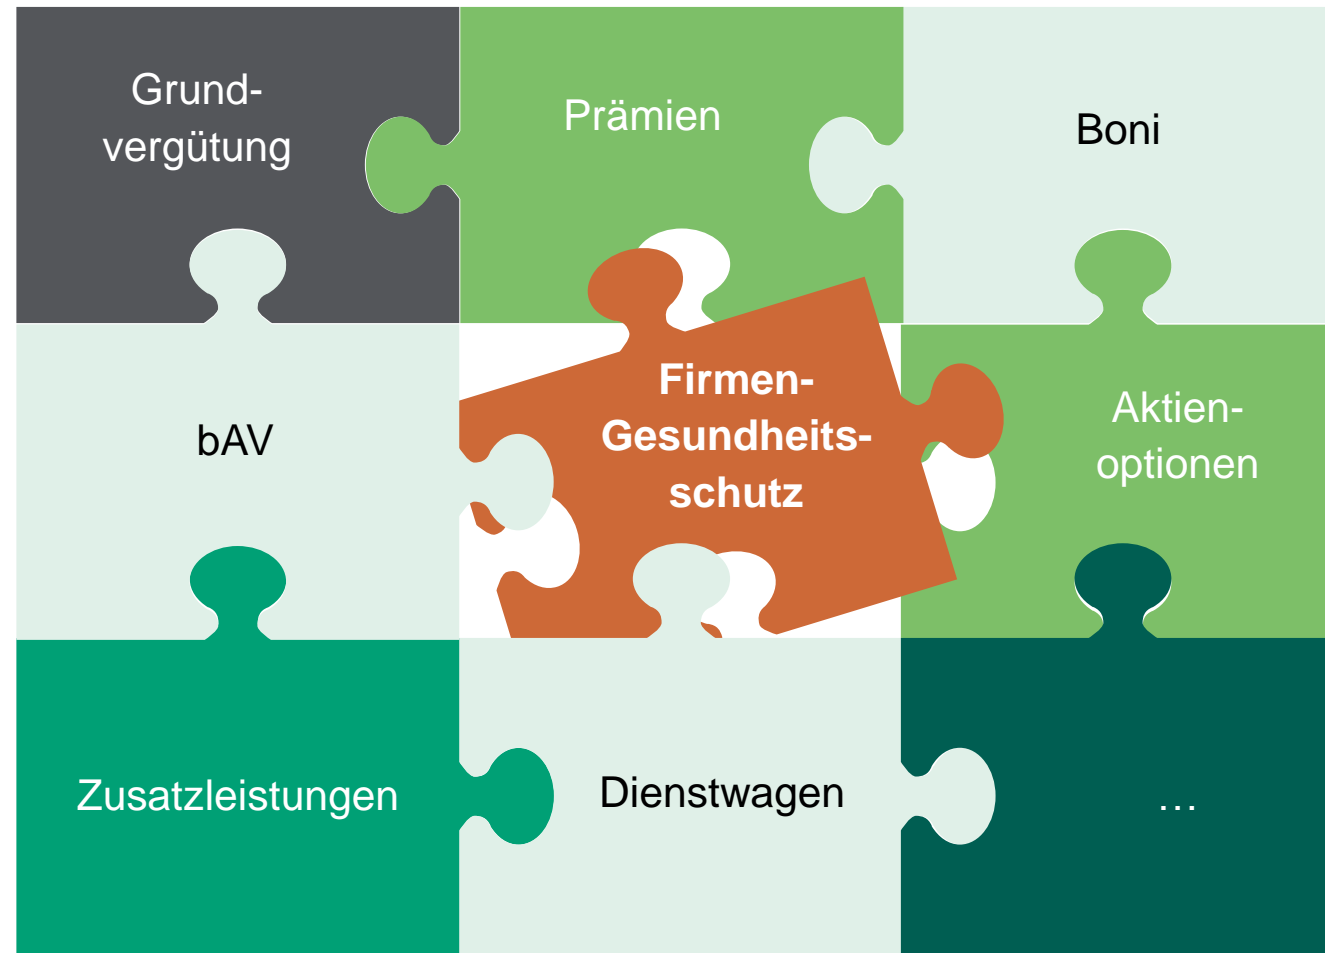 Grund-
vergütung
Prämien
Boni
bAV
Firmen-
Gesundheits-
schutz
Aktien-
optionen
Zusatzleistungen
Dienstwagen
…